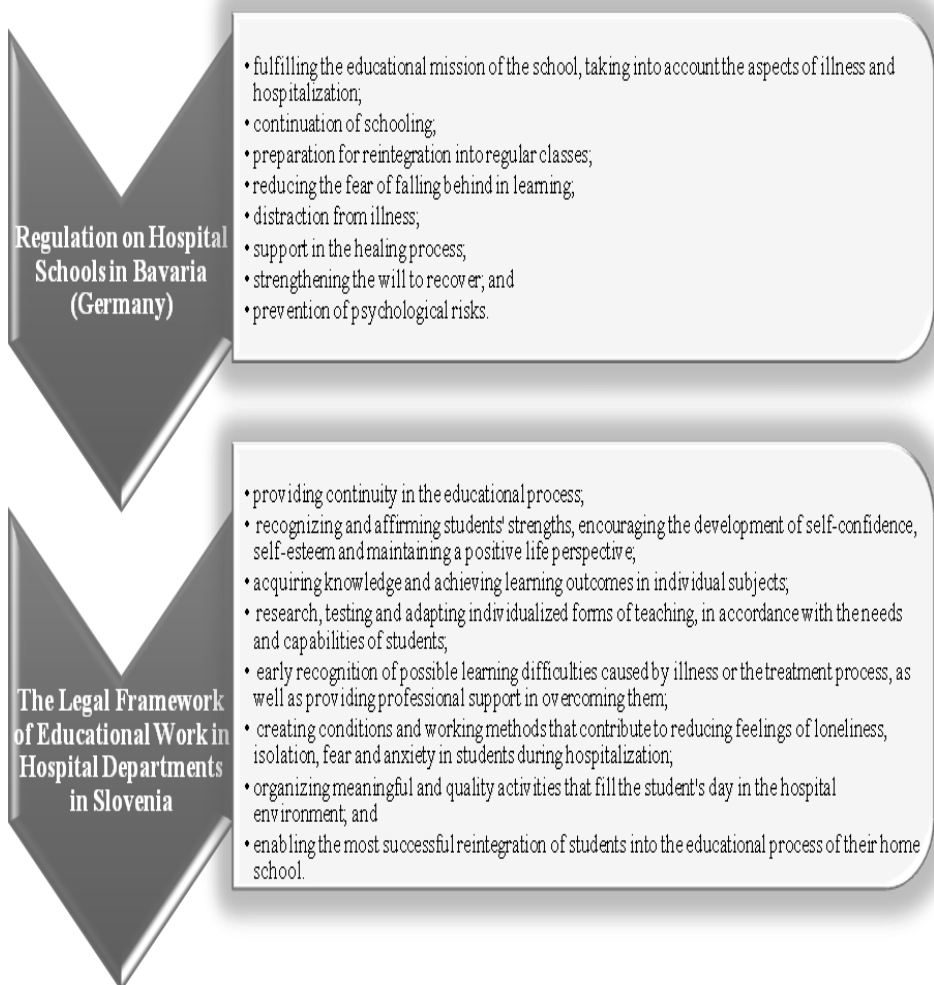 Regulation on Hospital
Schools in Bavaria
(Germany)
• fulfilling the educational mission of the school, taking into account the aspects of illness and
hospitalization;
• continuation of schooling;
• preparation for reintegration into regular classes;
• reducing the fear of falling behind in learning;
• distraction from illness;
• support in the healing process;
• strengthening the will to recover; and
• prevention of psychological risks.
The Legal Framework
of Educational Work in
Hospital Departments
in Slovenia
• providing continuity in the educational process;
• recognizing and affirming students' strengths, encouraging the development of self-confidence,
self-esteem and maintaining a positive life perspective;
• acquiring knowledge and achieving learning outcomes in individual subjects;
• research, testing and adapting individualized forms of teaching, in accordance with the needs
and capabilities of students;
• early recognition of possible learning difficulties caused by illness or the treatment process, as
well as providing professional support in overcoming them;
• creating conditions and working methods that contribute to reducing feelings of loneliness,
isolation, fear and anxiety in students during hospitalization;
• organizing meaningful and quality activities that fill the student's day in the hospital
environment; and
• enabling the most successful reintegration of students into the educational process of their home
school.